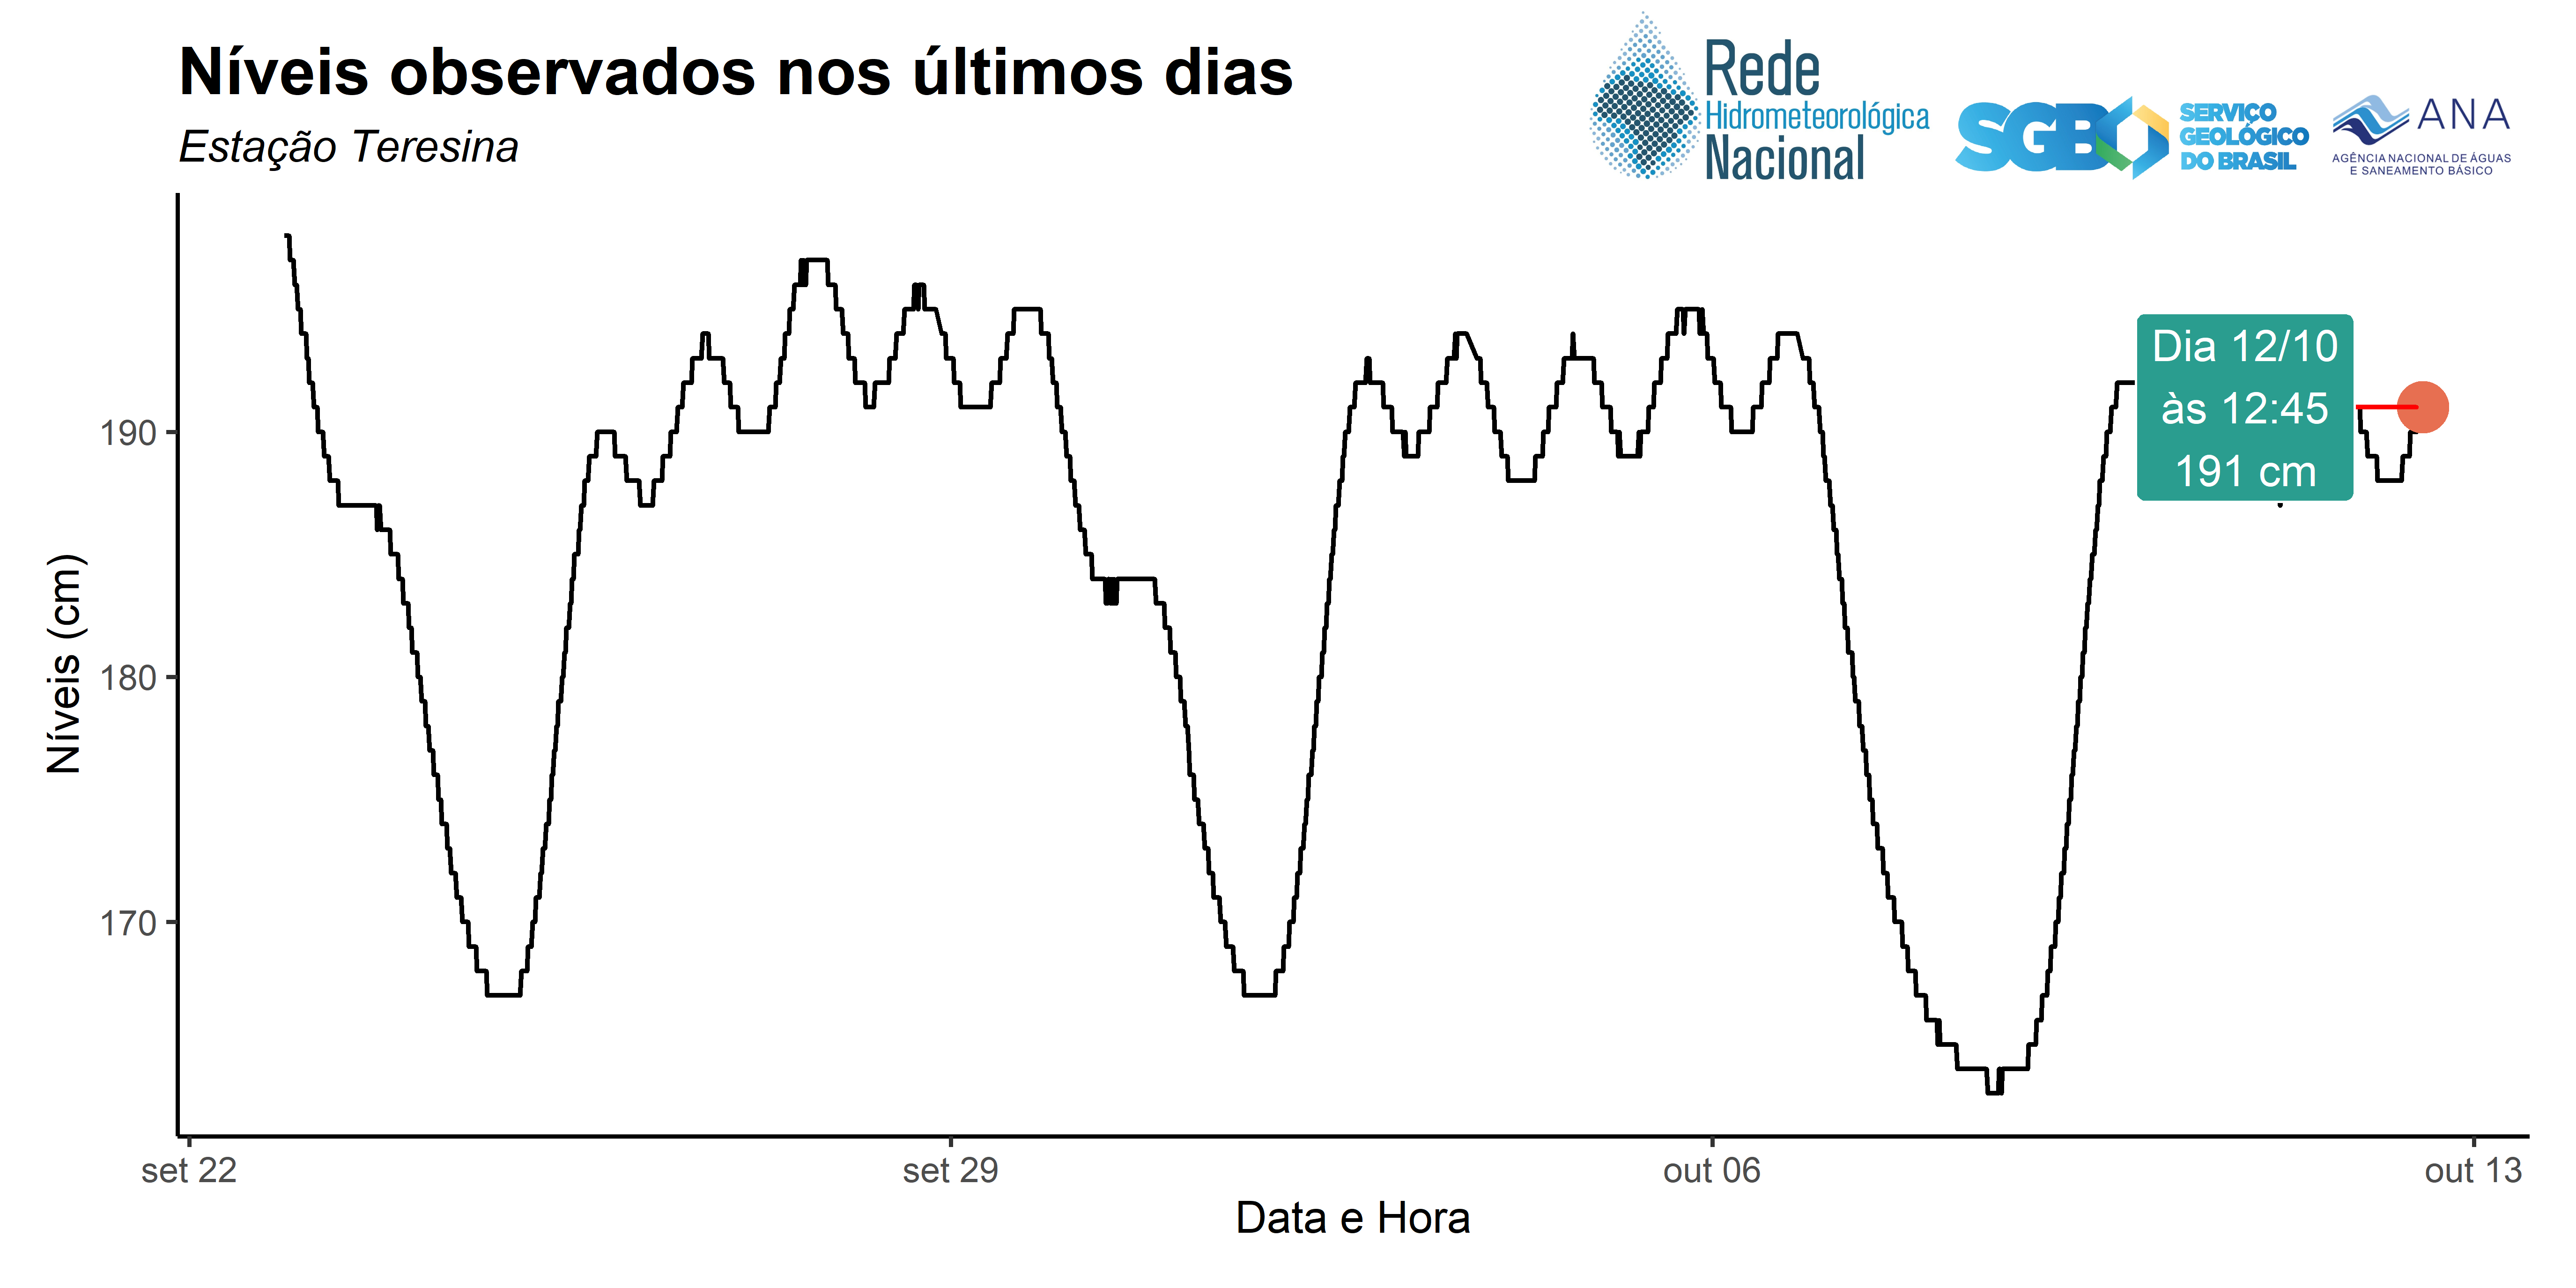 Níveis observados nos últimos dias
Estação Teresina
Rede
Hidrometeorológica
Nacional
SGB
SERVIÇO
GEOLÓGICO
DO BRASIL
ANA
AGÊNCIA NACIONAL DE ÁGUAS
E SANEAMENTO BÁSICO
Dia 12/10
às 12:45
191 cm
Níveis (cm)
190
180
170
set 22
set 29
out 06
out 13
Data e Hora